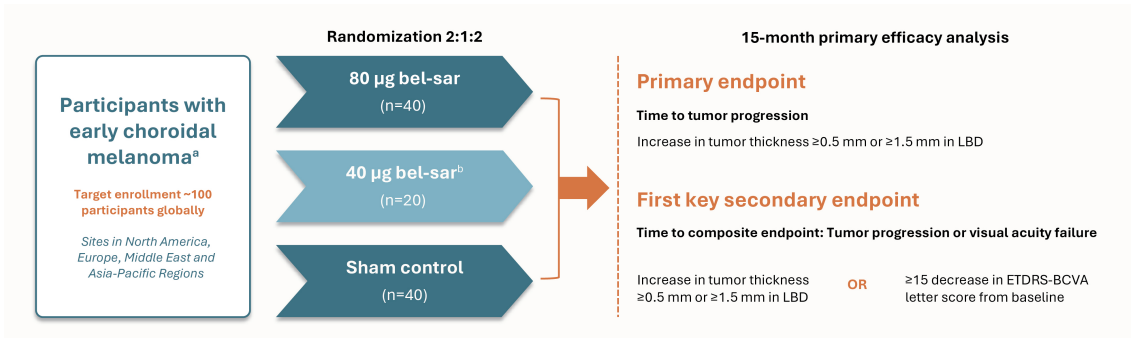 Randomization 2:1:2
15-month primary efficacy analysis
Participants with
early choroidal
melanomaᵃ
Target enrollment ~100
participants globally
Sites in North America,
Europe, Middle East and
Asia-Pacific Regions
80 µg bel-sar
(n=40)
40 µg bel-sarᵇ
(n=20)
Sham control
(n=40)
Primary endpoint
Time to tumor progression
Increase in tumor thickness ≥0.5 mm or ≥1.5 mm in LBD
First key secondary endpoint
Time to composite endpoint: Tumor progression or visual acuity failure
Increase in tumor thickness
≥0.5 mm or ≥1.5 mm in LBD
OR
≥15 decrease in ETDRS-BCVA
letter score from baseline